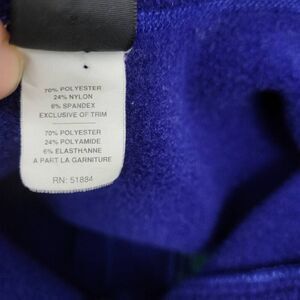 70% POLYESTER
24% NYLON
6% SPANDEX
EXCLUSIVE OF TRIM
70% POLYESTER
24% POLYAMIDE
6% ELASTHANNE
A PART LA GARNITURE
RN: 51884